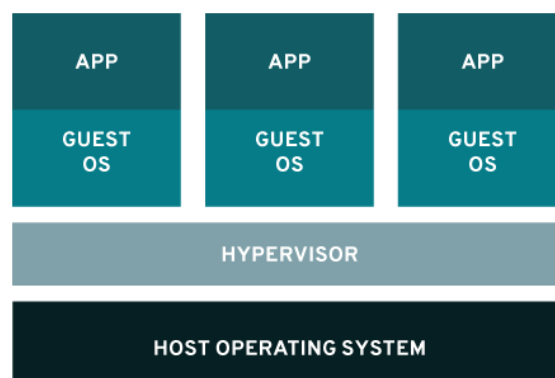 APP
APP
APP
GUEST
OS
GUEST
OS
GUEST
OS
HYPERVISOR
HOST OPERATING SYSTEM